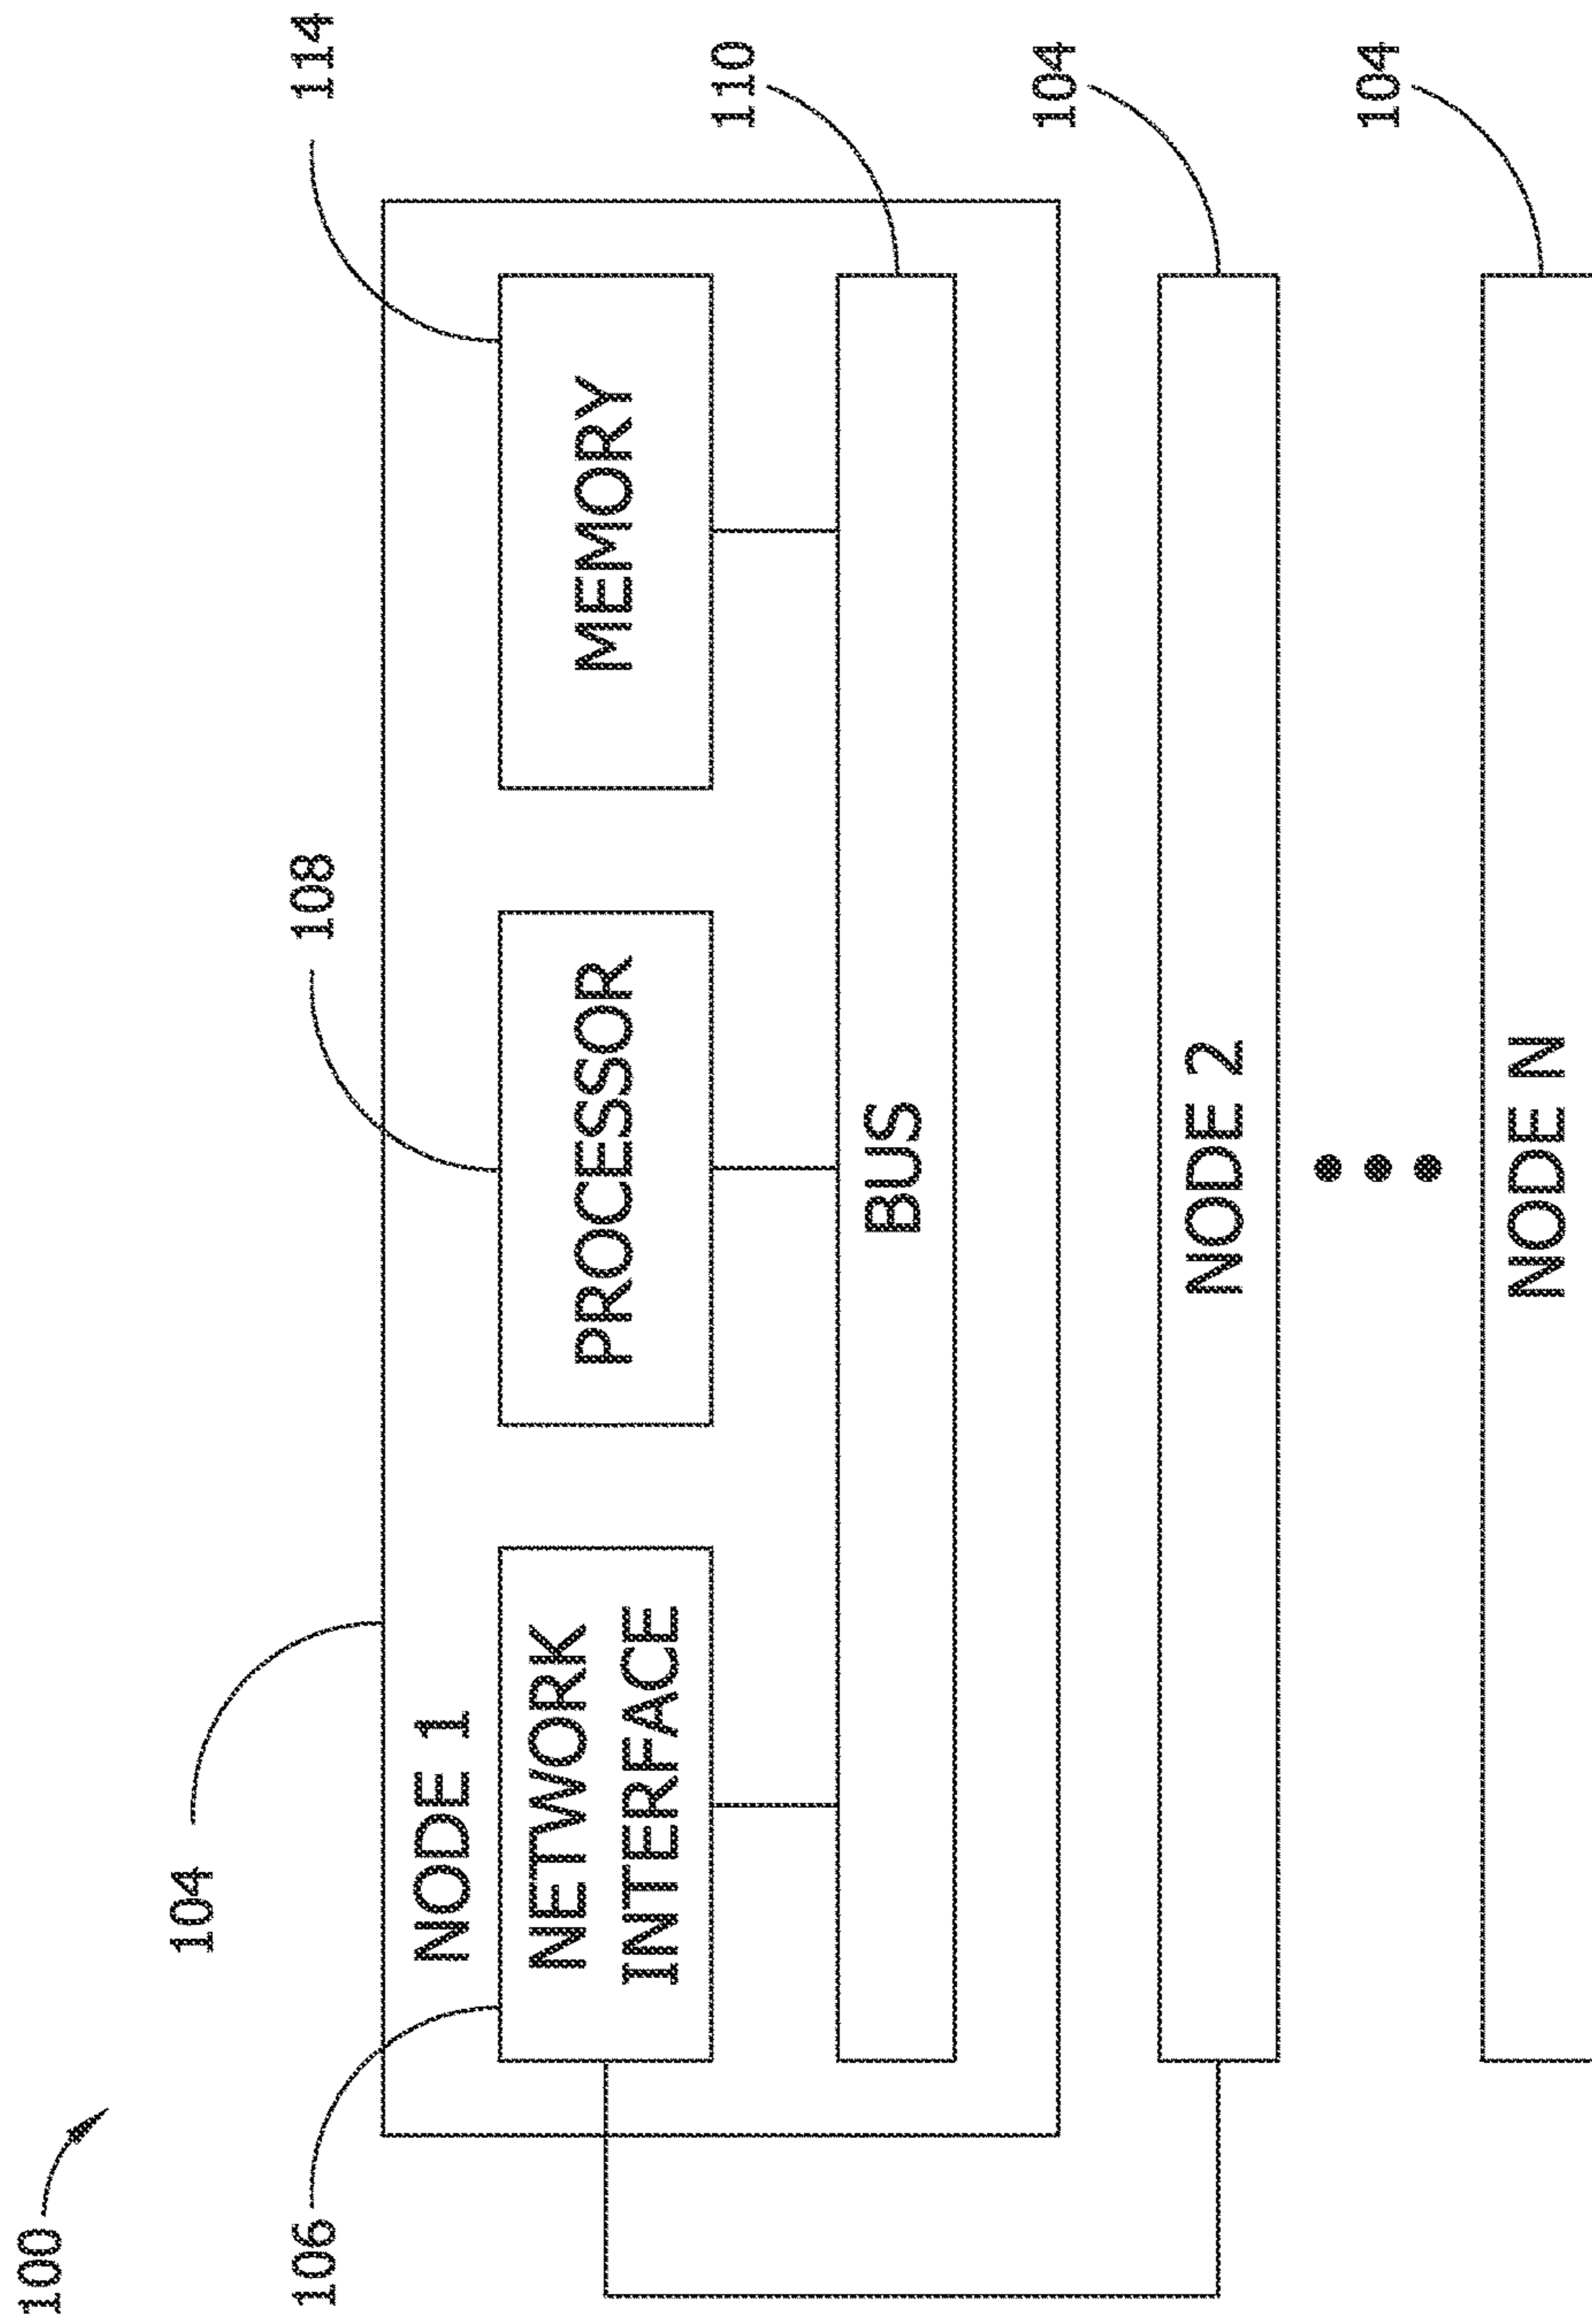 100
104
106
108
114
NODE 1
NETWORK
INTERFACE
PROCESSOR
MEMORY
110
BUS
104
NODE 2
104
NODE N